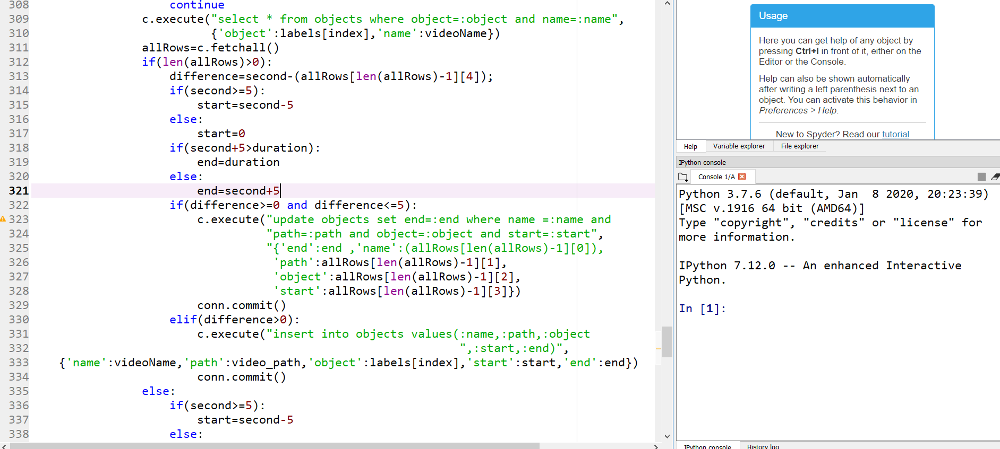 308 continue
309 c.execute("select * from objects where object=:object and name=:name",
310 {'object':labels[index],'name':videoName})
311 allRows=c.fetchall()
312 if(len(allRows)>0):
313 difference=second-(allRows[len(allRows)-1][4]);
314 if(second>=5):
315 start=second-5
316 else:
317 start=0
318 if(second+5>duration):
319 end=duration
320 else:
321 end=second+5
322 if(difference>=0 and difference<=5):
323 c.execute("update objects set end=:end where name =:name and
324 "path=:path and object=:object and start=:start",
325 "{'end':end ,'name':(allRows[len(allRows)-1][0]),
326 'path':allRows[len(allRows)-1][1],
327 'object':allRows[len(allRows)-1][2],
328 'start':allRows[len(allRows)-1][3]})
329 conn.commit()
330 elif(difference>0):
331 c.execute("insert into objects values(:name,:path,:object
332 ",:start,:end)",
333 {'name':videoName,'path':video_path,'object':labels[index],'start':start,'end':end})
334 conn.commit()
335 else:
336 if(second>=5):
337 start=second-5
338 else:
Usage
Here you can get help of any object by
pressing Ctrl+I in front of it, either on the
Editor or the Console.
Help can also be shown automatically
after writing a left parenthesis next to an
object. You can activate this behavior in
Preferences > Help.
New to Spyder? Read our tutorial
Help Variable explorer File explorer
IPython console
Console 1/A
Python 3.7.6 (default, Jan  8 2020, 20:23:39)
[MSC v.1916 64 bit (AMD64)]
Type "copyright", "credits" or "license" for
more information.
IPython 7.12.0 -- An enhanced Interactive
Python.
In [1]:
IPython console History log